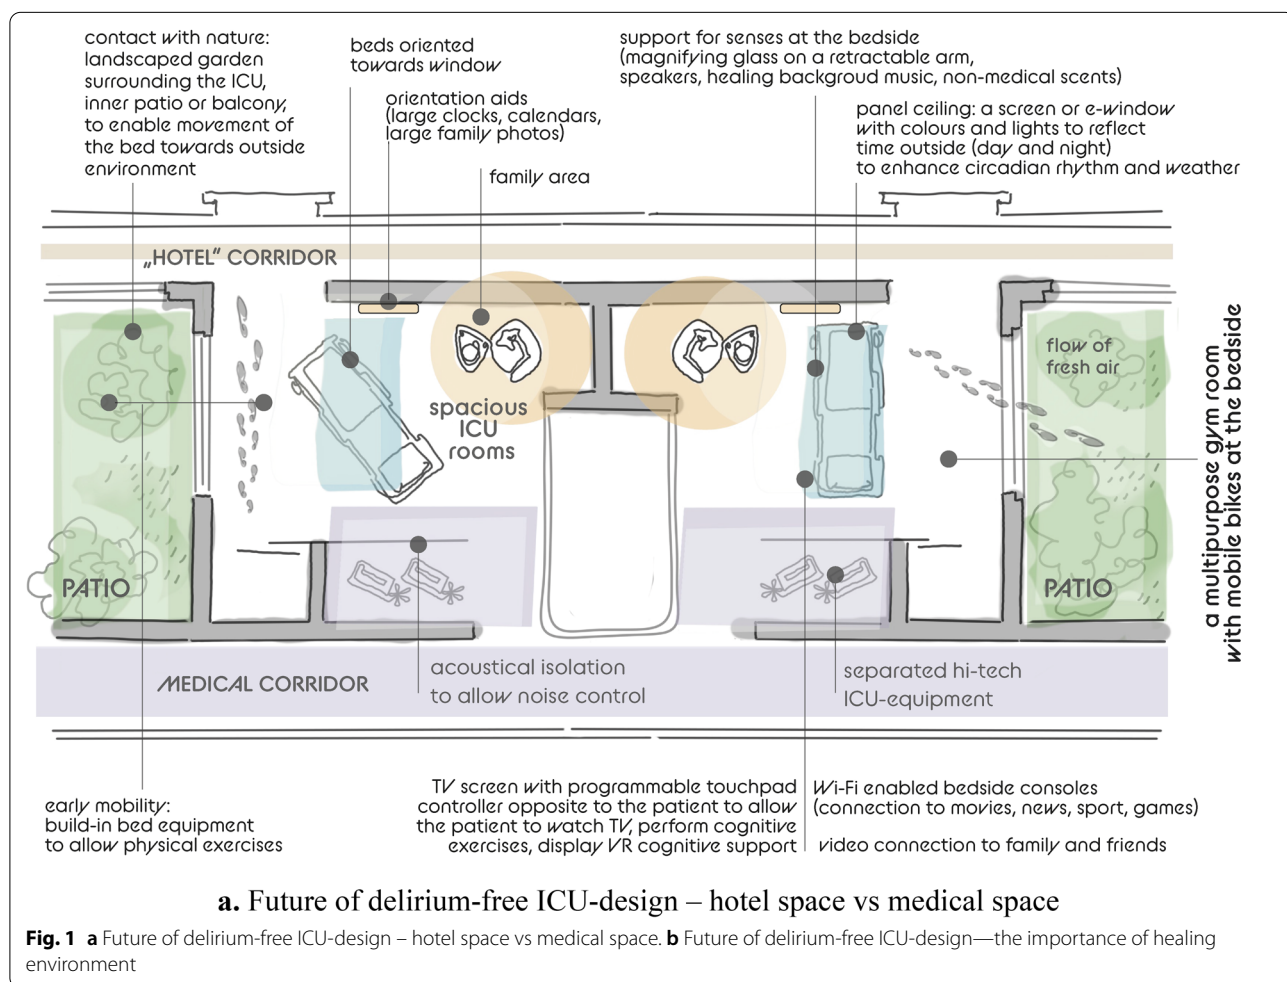 contact with nature:
landscaped garden
surrounding the ICU,
inner patio or balcony,
to enable movement of
the bed towards outside
environment
beds oriented
towards window
orientation aids
(large clocks, calendars,
large family photos)
family area
support for senses at the bedside
(magnifying glass on a retractable arm,
speakers, healing backgroud music, non-medical scents)
panel ceiling: a screen or e-window
with colours and lights to reflect
time outside (day and night)
to enhance circadian rhythm and weather
„HOTEL” CORRIDOR
flow of
fresh air
spacious
ICU
rooms
a multipurpose gym room
with mobile bikes at the bedside
PATIO
PATIO
MEDICAL CORRIDOR
acoustical isolation
to allow noise control
separated hi-tech
ICU-equipment
early mobility:
build-in bed equipment
to allow physical exercises
TV screen with programmable touchpad
controller opposite to the patient to allow
the patient to watch TV, perform cognitive
exercises, display VR cognitive support
Wi-Fi enabled bedside consoles
(connection to movies, news, sport, games)
video connection to family and friends
a. Future of delirium-free ICU-design – hotel space vs medical space
Fig. 1 a Future of delirium-free ICU-design – hotel space vs medical space. b Future of delirium-free ICU-design—the importance of healing
environment